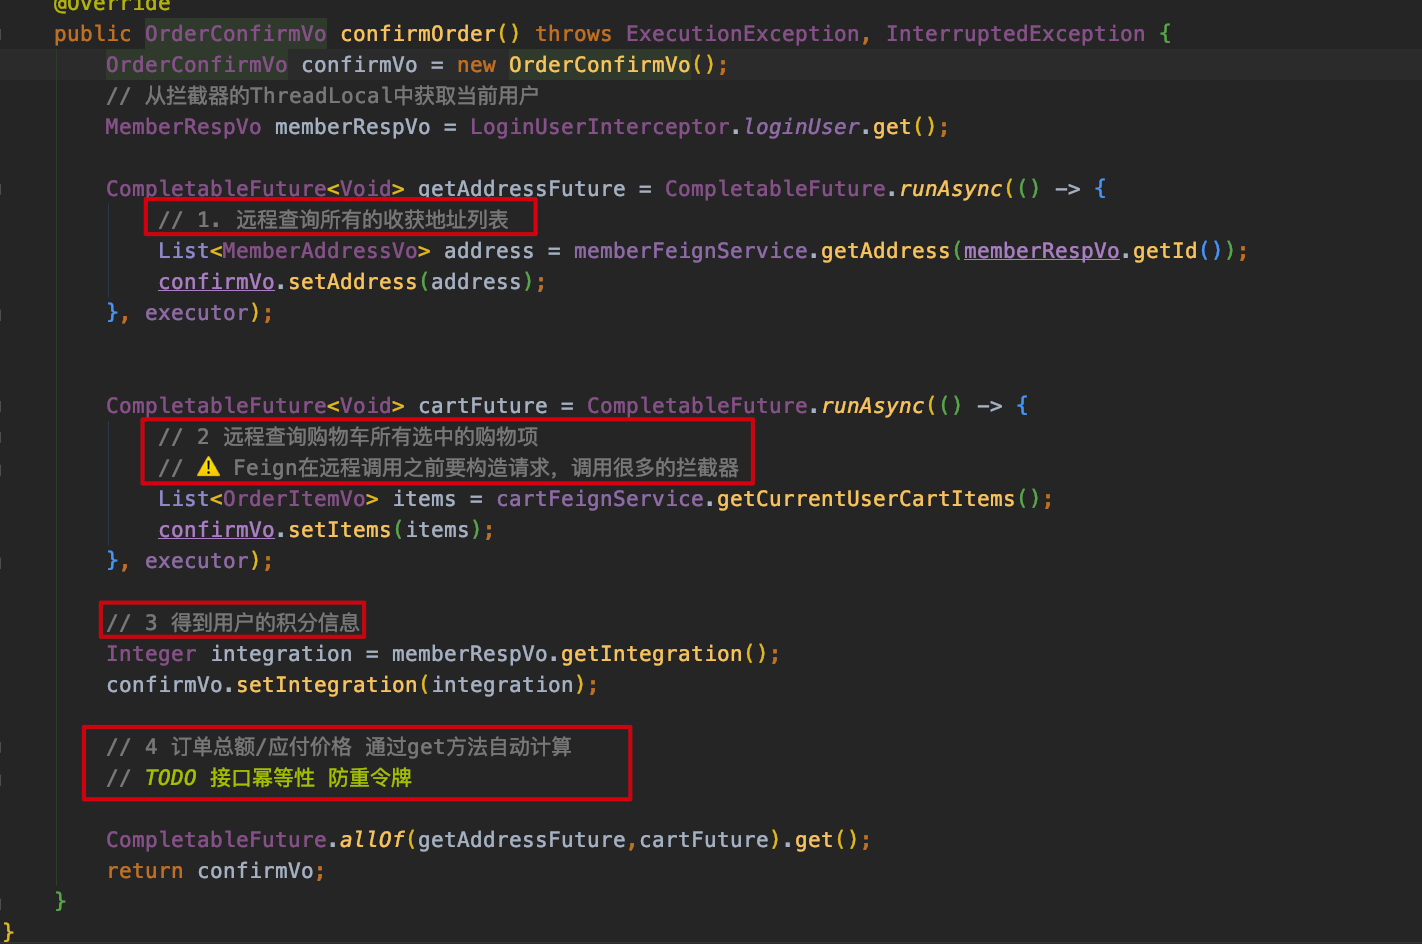 @Override
public OrderConfirmVo confirmOrder() throws ExecutionException, InterruptedException {
OrderConfirmVo confirmVo = new OrderConfirmVo();
// 从拦截器的ThreadLocal中获取当前用户
MemberRespVo memberRespVo = LoginUserInterceptor.loginUser.get();
CompletableFuture<Void> getAddressFuture = CompletableFuture.runAsync(() -> {
// 1. 远程查询所有的收获地址列表
List<MemberAddressVo> address = memberFeignService.getAddress(memberRespVo.getId());
confirmVo.setAddress(address);
}, executor);
CompletableFuture<Void> cartFuture = CompletableFuture.runAsync(() -> {
// 2 远程查询购物车所有选中的购物项
// ⚠️ Feign在远程调用之前要构造请求，调用很多的拦截器
List<OrderItemVo> items = cartFeignService.getCurrentUserCartItems();
confirmVo.setItems(items);
}, executor);
// 3 得到用户的积分信息
Integer integration = memberRespVo.getIntegration();
confirmVo.setIntegration(integration);
// 4 订单总额/应付价格 通过get方法自动计算
// TODO 接口幂等性 防重令牌
CompletableFuture.allOf(getAddressFuture,cartFuture).get();
return confirmVo;
}
}